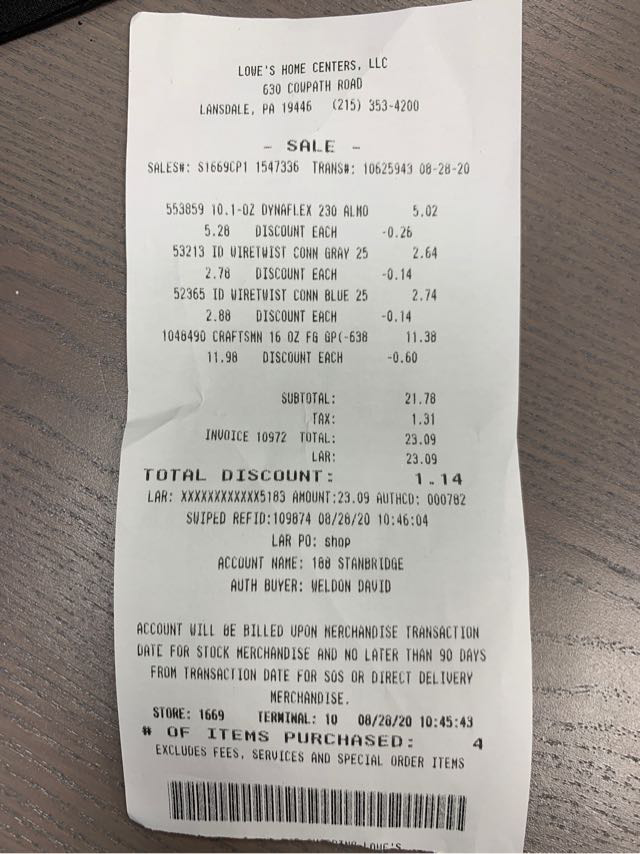 LOWE'S HOME CENTERS, LLC
630 COWPATH ROAD
LANSDALE, PA 19446 (215) 353-4200
- SALE -
SALES#: S1669CP1 1547336 TRANS#: 10625943 08-28-20
553859 10.1-OZ DYNAFLEX 230 ALMO 5.02
5.28 DISCOUNT EACH -0.26
53213 ID WIRETWIST CONN GRAY 25 2.64
2.78 DISCOUNT EACH -0.14
52365 ID WIRETWIST CONN BLUE 25 2.74
2.88 DISCOUNT EACH -0.14
1048490 CRAFTSMN 16 OZ FG GP(-638 11.38
11.98 DISCOUNT EACH -0.60
SUBTOTAL: 21.78
TAX: 1.31
INVOICE 10972 TOTAL: 23.09
LAR: 23.09
TOTAL DISCOUNT: 1.14
LAR: XXXXXXXXXXXX5183 AMOUNT:23.09 AUTHCD: 000782
SWIPED REFID:109874 08/28/20 10:46:04
LAR PO: shop
ACCOUNT NAME: 188 STANBRIDGE
AUTH BUYER: WELDON DAVID
ACCOUNT WILL BE BILLED UPON MERCHANDISE TRANSACTION
DATE FOR STOCK MERCHANDISE AND NO LATER THAN 90 DAYS
FROM TRANSACTION DATE FOR SOS OR DIRECT DELIVERY
MERCHANDISE.
STORE: 1669 TERMINAL: 10 08/28/20 10:45:43
# OF ITEMS PURCHASED: 4
EXCLUDES FEES, SERVICES AND SPECIAL ORDER ITEMS
LOWE'S